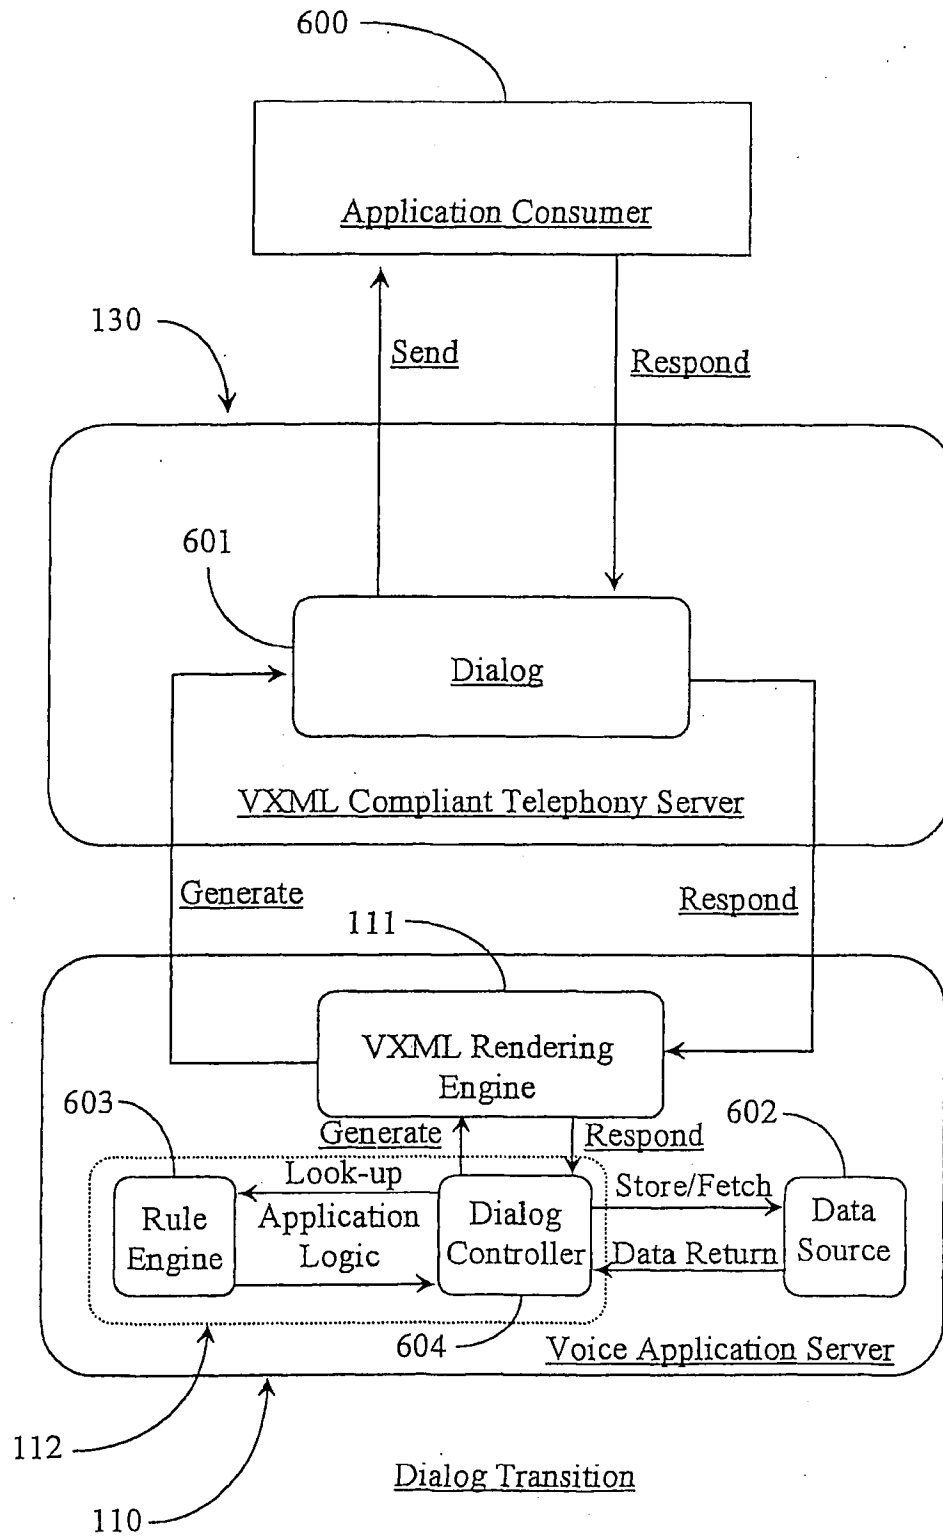 600
Application Consumer
130
Send
Respond
601
Dialog
VXML Compliant Telephony Server
Generate
Respond
111
VXML Rendering
Engine
603
602
Generate
Respond
Look-up
Store/Fetch
Rule
Engine
Application
Logic
Dialog
Controller
Data
Source
Data Return
604
Voice Application Server
112
Dialog Transition
110